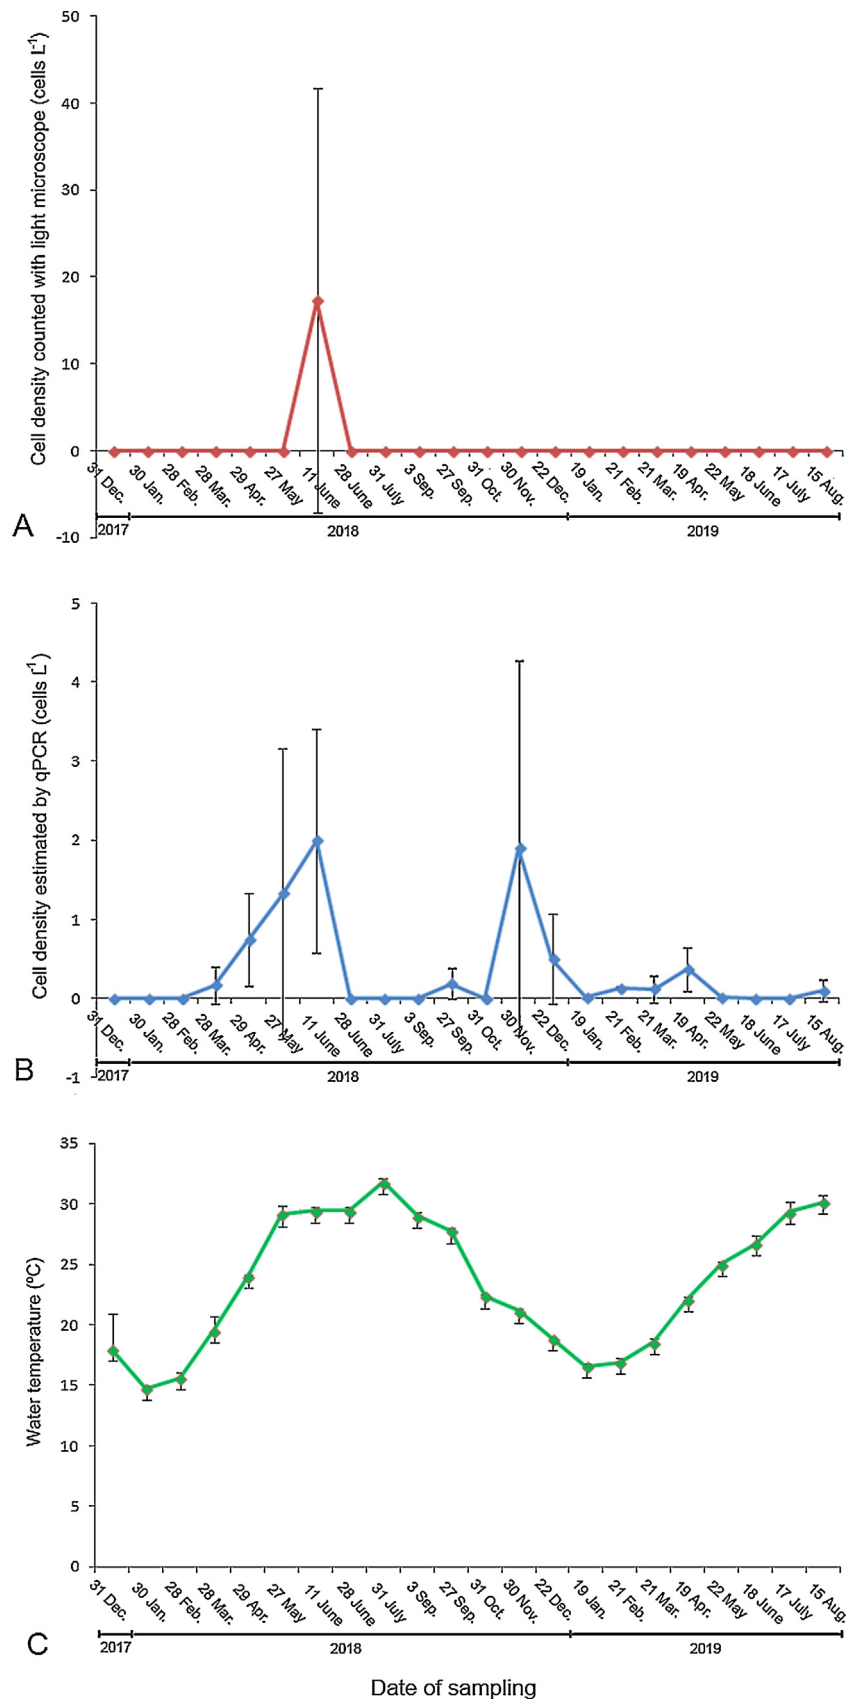 Cell density counted with light microscope (cells L-1)
50
40
30
20
10
0
-10
31 Dec.
30 Jan.
28 Feb.
28 Mar.
29 Apr.
27 May
11 June
28 June
31 July
3 Sep.
27 Sep.
31 Oct.
30 Nov.
22 Dec.
19 Jan.
21 Feb.
21 Mar.
19 Apr.
22 May
18 June
17 July
15 Aug.
2017
2018
2019
A
Cell density estimated by qPCR (cells L-1)
5
4
3
2
1
0
-1
31 Dec.
30 Jan.
28 Feb.
28 Mar.
29 Apr.
27 May
11 June
28 June
31 July
3 Sep.
27 Sep.
31 Oct.
30 Nov.
22 Dec.
19 Jan.
21 Feb.
21 Mar.
19 Apr.
22 May
18 June
17 July
15 Aug.
2017
2018
2019
B
Water temperature (ºC)
35
30
25
20
15
10
5
0
31 Dec.
30 Jan.
28 Feb.
28 Mar.
29 Apr.
27 May
11 June
28 June
31 July
3 Sep.
27 Sep.
31 Oct.
30 Nov.
22 Dec.
19 Jan.
21 Feb.
21 Mar.
19 Apr.
22 May
18 June
17 July
15 Aug.
2017
2018
2019
C
Date of sampling